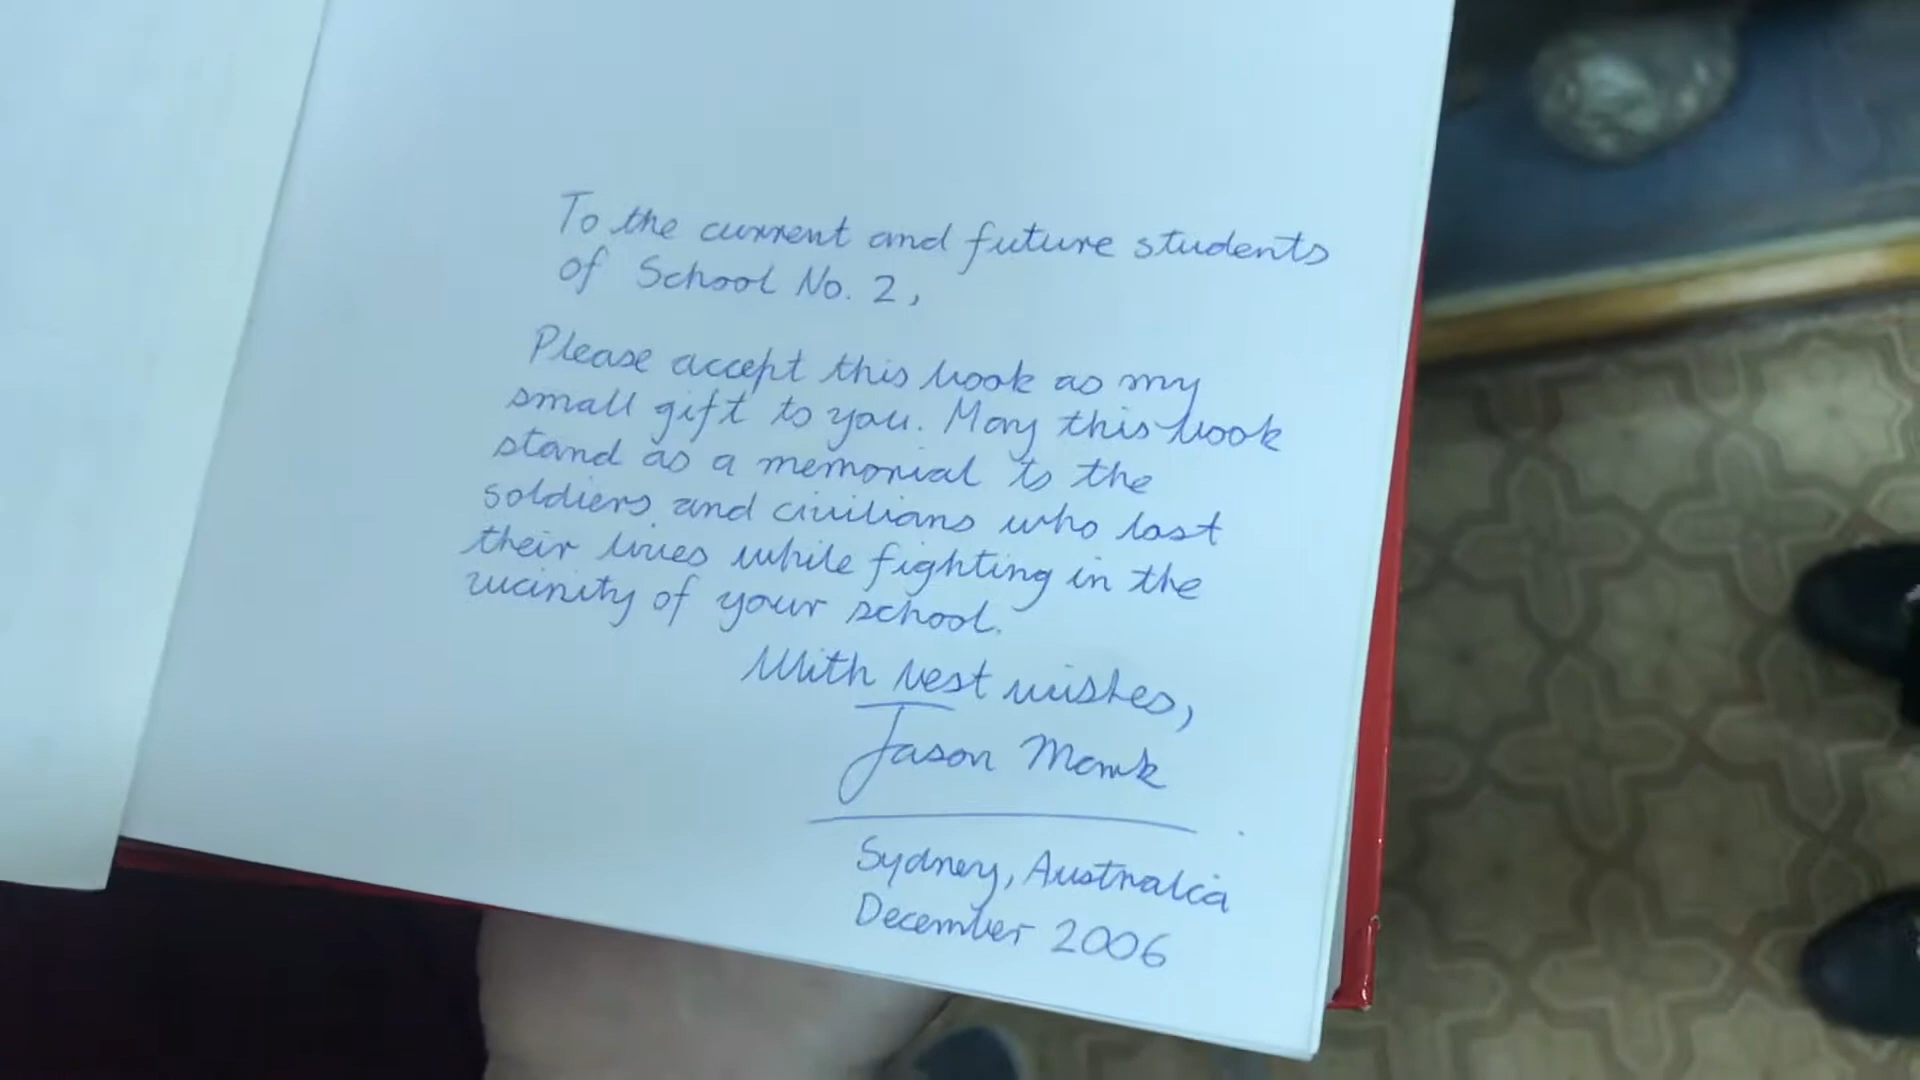 To the current and future students
of School No. 2,
Please accept this book as my
small gift to you. May this book
stand as a memorial to the
soldiers and civilians who lost
their lives while fighting in the
vicinity of your school.
With best wishes,
Jason Mark
Sydney, Australia
December 2006